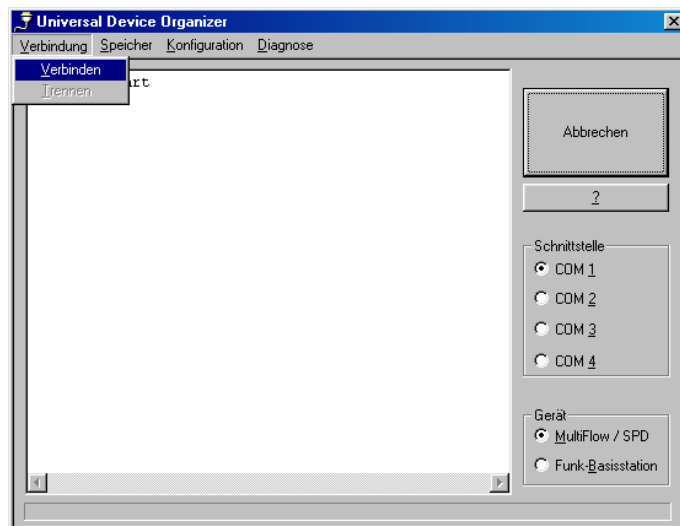 Universal Device Organizer
Verbindung Speicher Konfiguration Diagnose
Verbinden
Trennen
Abbrechen
?
Schnittstelle
COM 1
COM 2
COM 3
COM 4
Gerät
MultiFlow / SPD
Funk-Basisstation